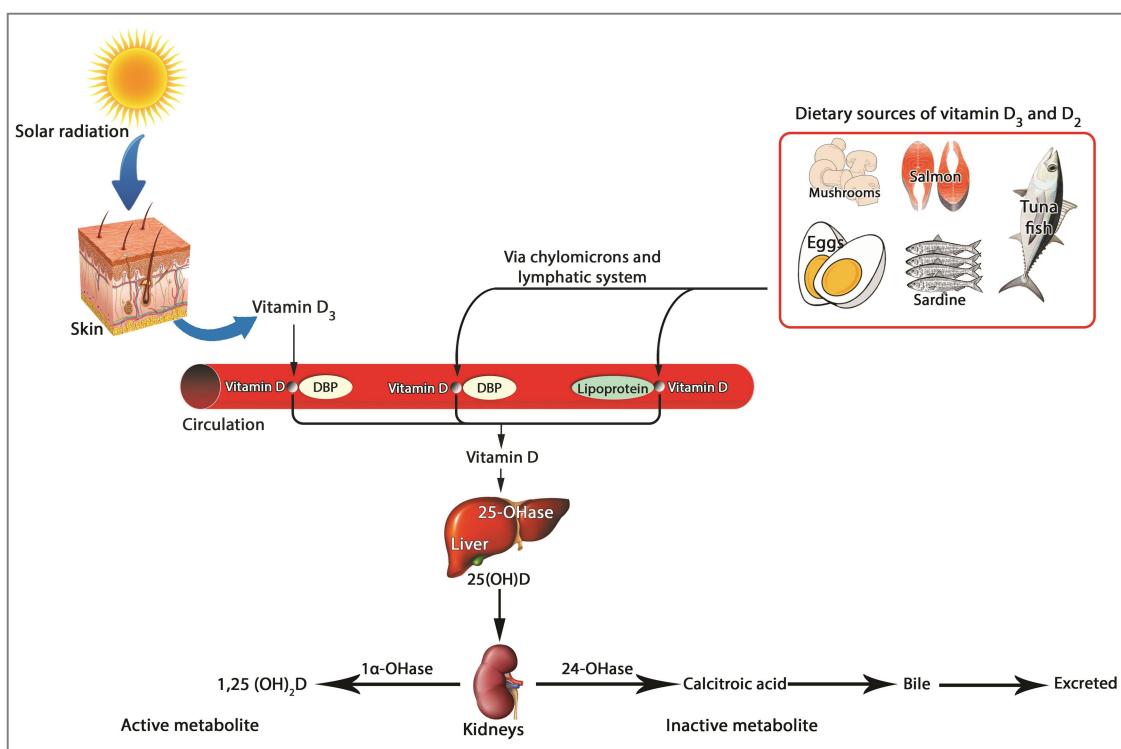 Solar radiation
Skin
Vitamin D₃
Dietary sources of vitamin D₃ and D₂
Mushrooms
Salmon
Tuna
fish
Eggs
Sardine
Via chylomicrons and
lymphatic system
Vitamin D
DBP
Vitamin D
DBP
Lipoprotein
Vitamin D
Circulation
Vitamin D
25-OHase
Liver
25(OH)D
1α-OHase
24-OHase
1,25 (OH)₂D
Kidneys
Calcitroic acid
Bile
Excreted
Active metabolite
Inactive metabolite